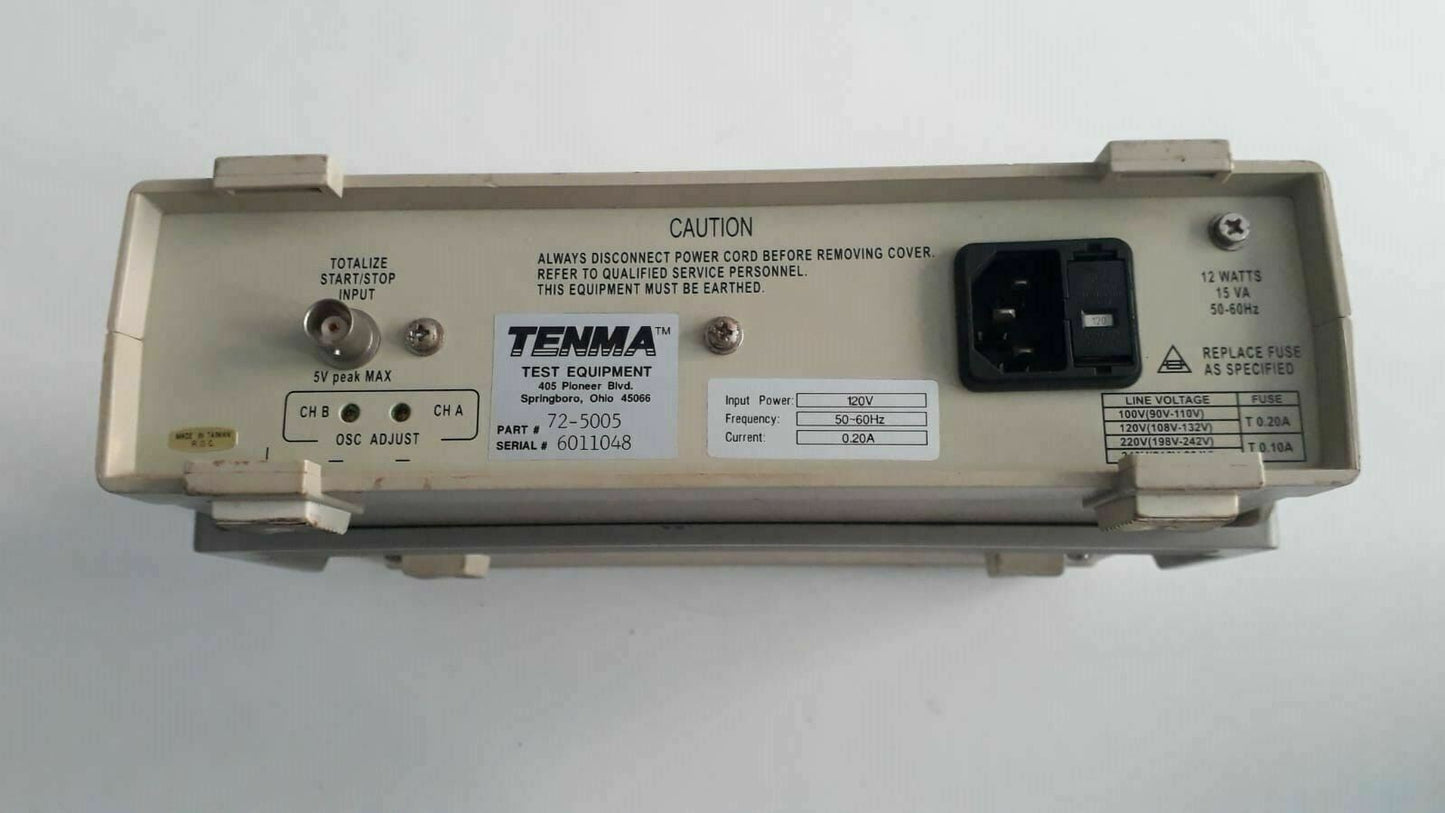 CAUTION
ALWAYS DISCONNECT POWER CORD BEFORE REMOVING COVER.
REFER TO QUALIFIED SERVICE PERSONNEL.
THIS EQUIPMENT MUST BE EARTHED.
TOTALIZE
START/STOP
INPUT
5V peak MAX
CH B CH A
OSC ADJUST
MADE IN TAIWAN
R.O.C
TENMA™
TEST EQUIPMENT
405 Pioneer Blvd.
Springboro, Ohio 45066
PART # 72-5005
SERIAL # 6011048
Input Power: 120V
Frequency: 50~60Hz
Current: 0.20A
120
12 WATTS
15 VA
50-60Hz
REPLACE FUSE
AS SPECIFIED
LINE VOLTAGE FUSE
100V(90V-110V)
120V(108V-132V) T 0.20A
220V(198V-242V)
T 0.10A